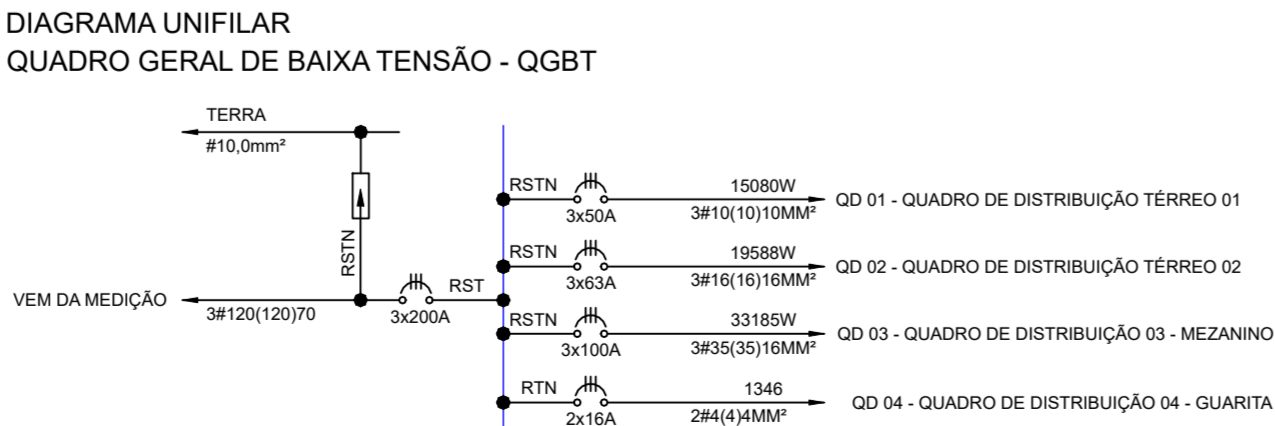 DIAGRAMA UNIFILAR
QUADRO GERAL DE BAIXA TENSÃO - QGBT
TERRA
#10,0mm²
RSTN
VEM DA MEDIÇÃO
3#120(120)70
3x200A
RST
RSTN
3x50A
15080W
3#10(10)10MM²
QD 01 - QUADRO DE DISTRIBUIÇÃO TÉRREO 01
RSTN
3x63A
19588W
3#16(16)16MM²
QD 02 - QUADRO DE DISTRIBUIÇÃO TÉRREO 02
RSTN
3x100A
33185W
3#35(35)16MM²
QD 03 - QUADRO DE DISTRIBUIÇÃO 03 - MEZANINO
RTN
2x16A
1346
2#4(4)4MM²
QD 04 - QUADRO DE DISTRIBUIÇÃO 04 - GUARITA